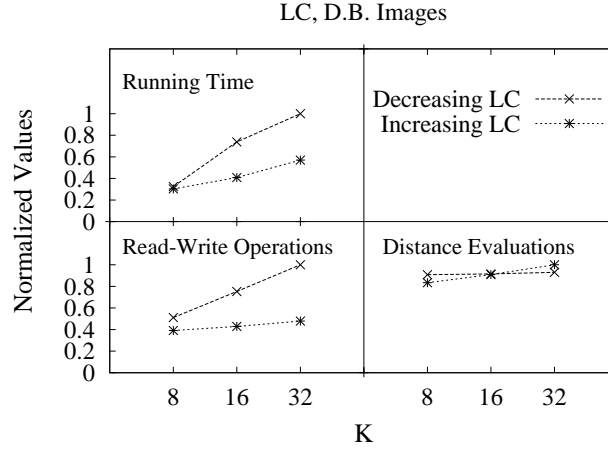 LC, D.B. Images
Running Time
Decreasing LC
Increasing LC
1
0.8
0.6
0.4
0.2
0
Normalized Values
Read-Write Operations
Distance Evaluations
1
0.8
0.6
0.4
0.2
0
8 16 32 8 16 32
K